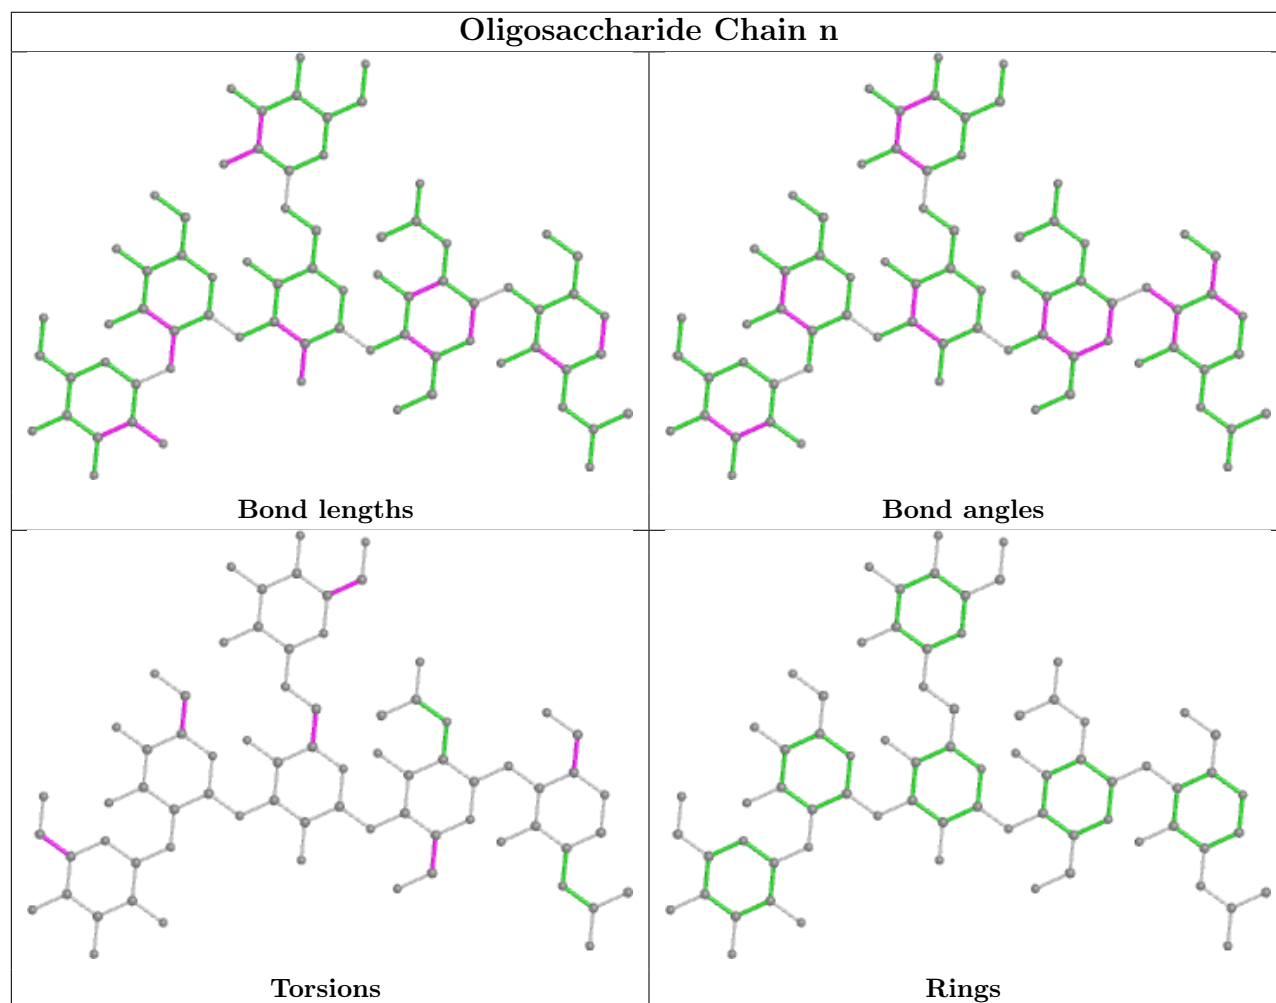 Oligosaccharide Chain n
Bond lengths
Bond angles
Torsions
Rings